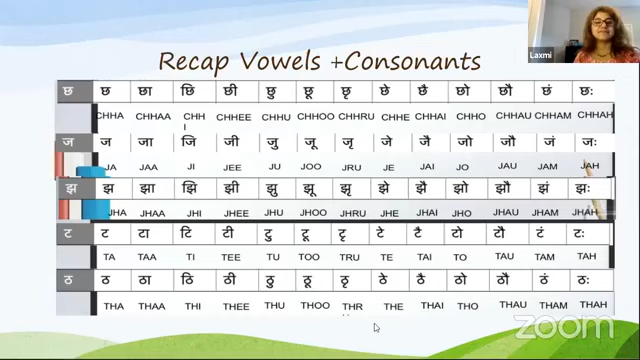 Laxmi
Recap Vowels +Consonants
छ छ छा छि छी छु छू छृ छे छै छो छौ छं छः
CHHA CHHAA CHHI CHHEE CHHU CHHOO CHHRU CHHE CHHAI CHHO CHHAU CHHAM CHHAH
ज ज जा जि जी जु जू जृ जे जै जो जौ जं जः
JA JAA JI JEE JU JOO JRU JE JAI JO JAU JAM JAH
झ झ झा झि झी झु झू झृ झे झै झो झौ झं झः
JHA JHAA JHI JHEE JHU JHOO JHRU JHE JHAI JHO JHAU JHAM JHAH
ट ट टा टि टी टु टू टृ टे टै टो टौ टं टः
TA TAA TI TEE TU TOO TRU TE TAI TO TAU TAM TAH
ठ ठ ठा ठि ठी ठु ठू ठृ ठे ठै ठो ठौ ठं ठः
THA THAA THI THEE THU THOO THR THE THAI THO THAU THAM THAH
zoom